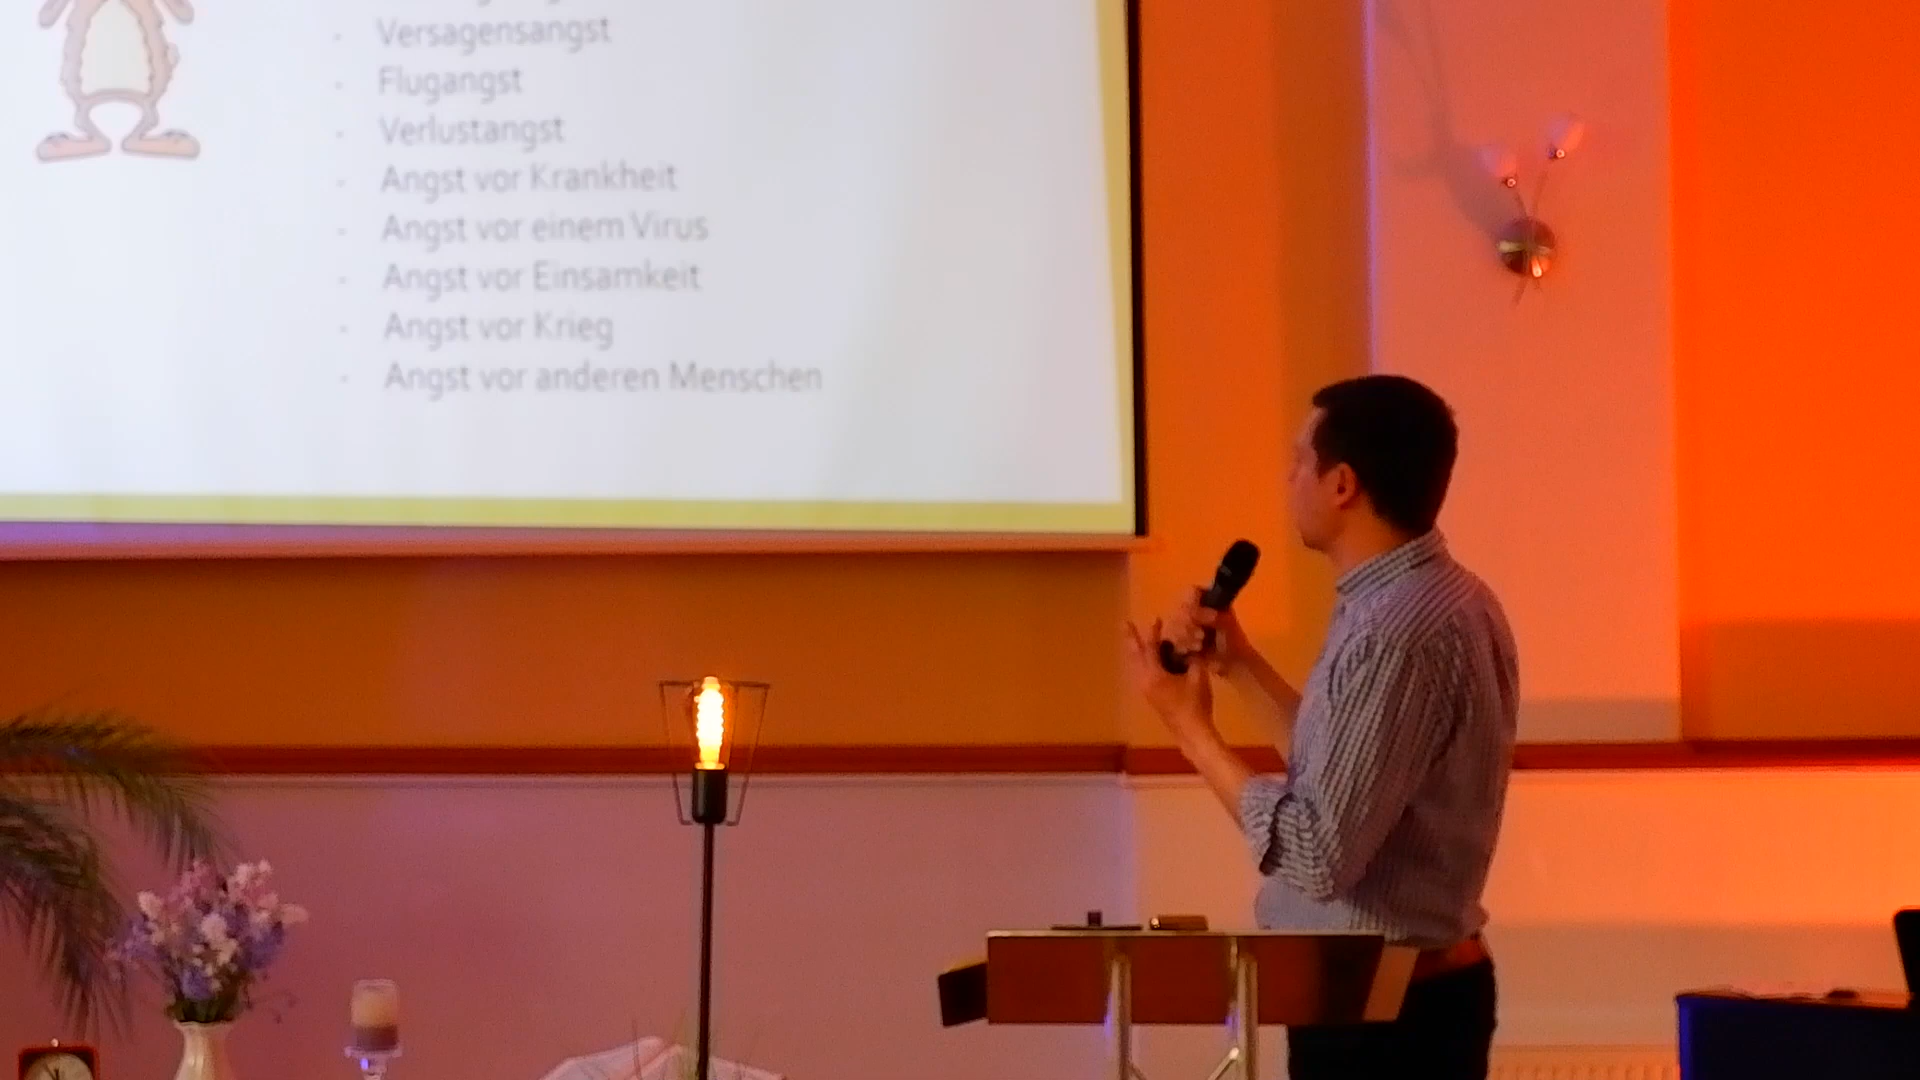 - Versagensangst
- Flugangst
- Verlustangst
- Angst vor Krankheit
- Angst vor einem Virus
- Angst vor Einsamkeit
- Angst vor Krieg
- Angst vor anderen Menschen